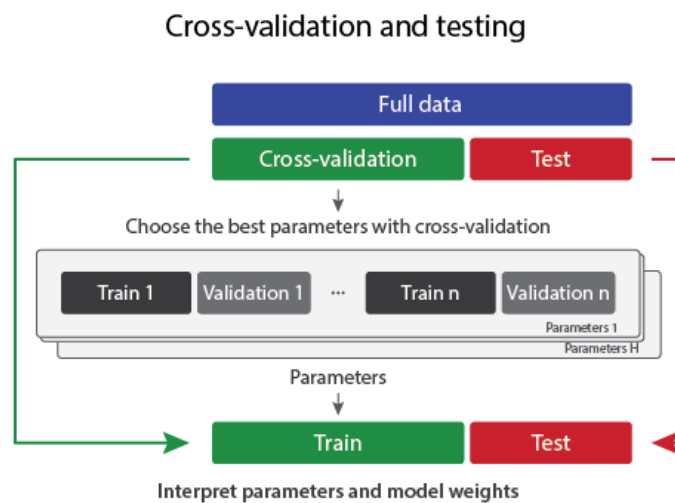 Cross-validation and testing
Full data
Cross-validation Test
Choose the best parameters with cross-validation
Train 1 Validation 1 ... Train n Validation n
Parameters 1
Parameters H
Parameters
Train Test
Interpret parameters and model weights